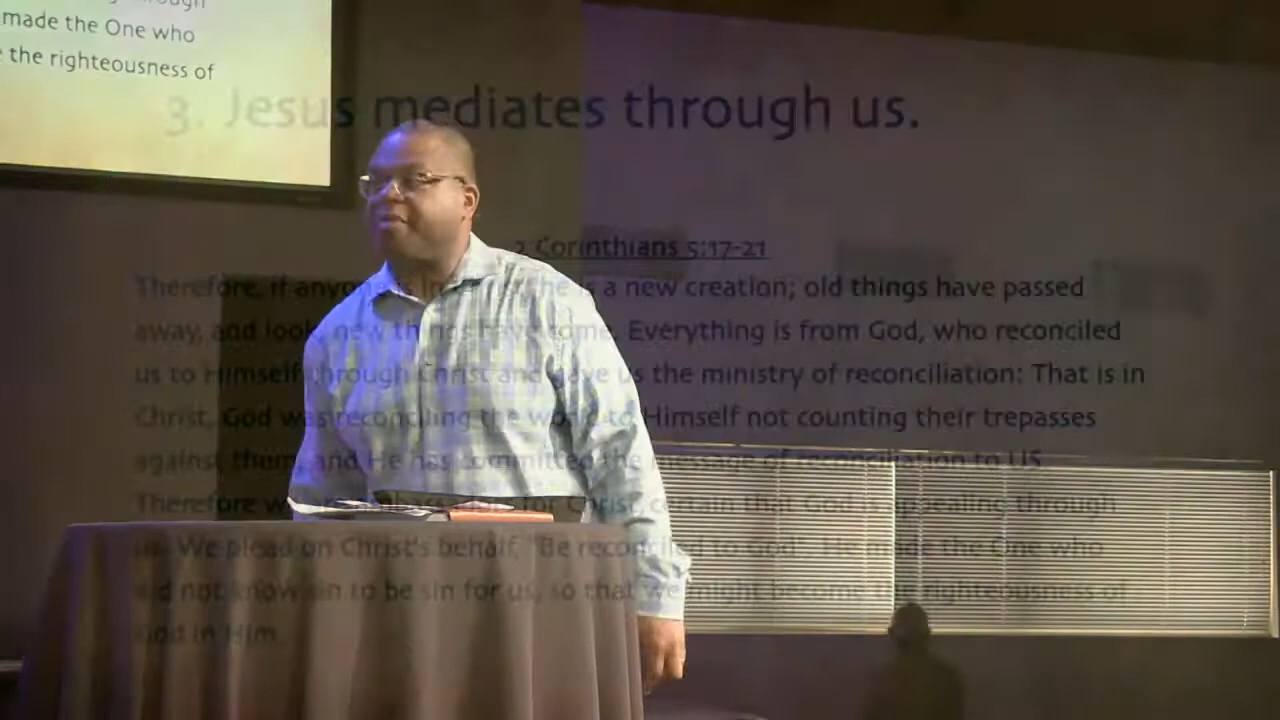 made the One who
the righteousness of
3. Jesus mediates through us.
2 Corinthians 5:17-21
Therefore, if anyone is in he is a new creation; old things have passed
away, and look, new things have come. Everything is from God, who reconciled
us to Himself through Christ and gave us the ministry of reconciliation: That is in
Christ, God was reconciling the world to Himself not counting their trepasses
against them, and He has committed the message of reconciliation to US
Therefore we are ambassadors for Christ, certain that God is appealing through
us. We plead on Christ's behalf, "Be reconciled to God". He made the One who
did not know sin to be sin for us, so that we might become the righteousness of
God in Him.